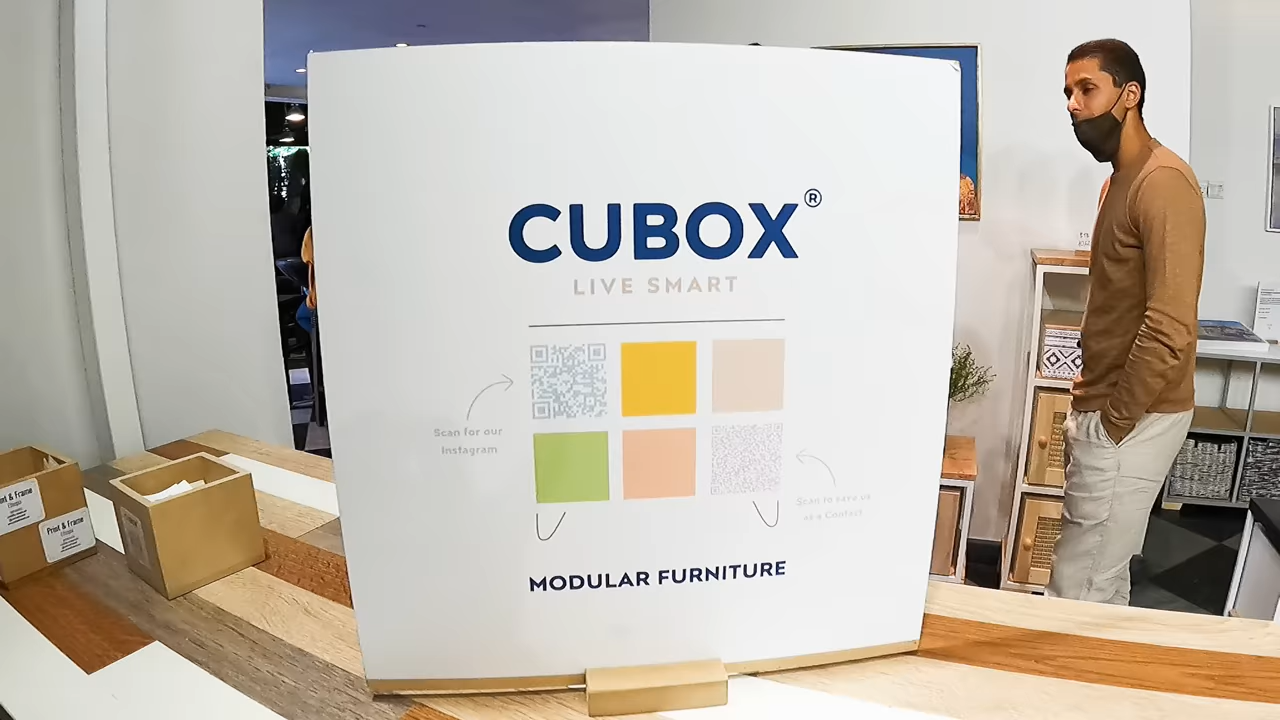 CUBOX®
LIVE SMART
Scan for our
Instagram
Scan to save us
as a Contact
MODULAR FURNITURE
Print & Frame
Ethiopia
Print & Frame